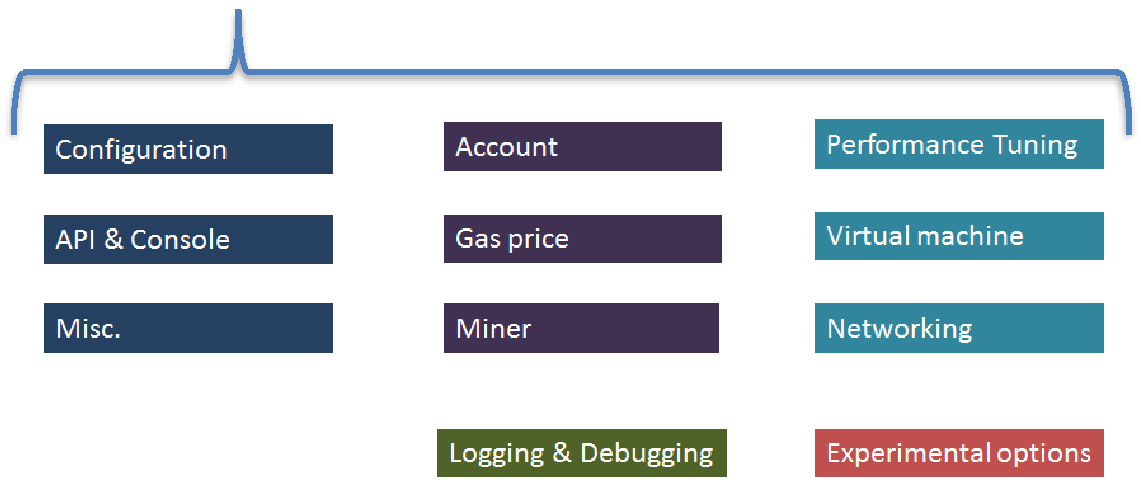 Configuration
Account
Performance Tuning
API & Console
Gas price
Virtual machine
Misc.
Miner
Networking
Logging & Debugging
Experimental options